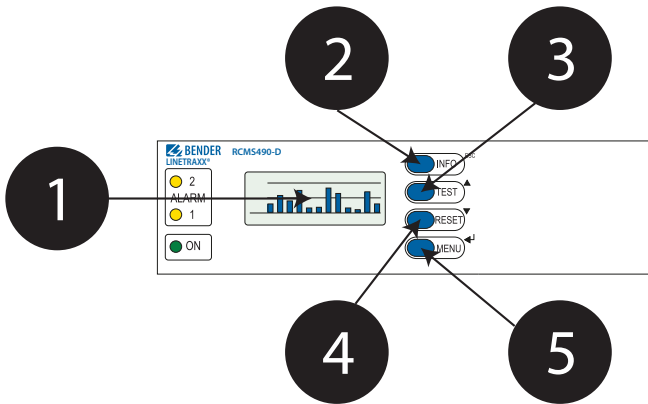 2
3
BENDER RCMS490-D
LINETRAXX®
INFO ESC
2
1
TEST
ALARM
RESET
1
ON
MENU
4
5